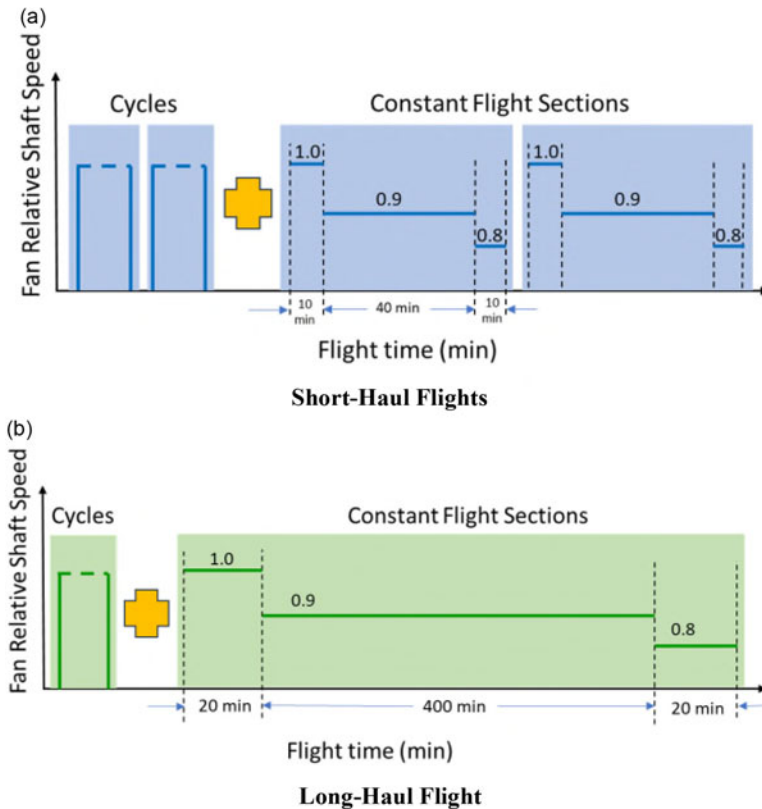 (a)
Fan Relative Shaft Speed
Cycles
Constant Flight Sections
1.0
0.9
0.8
1.0
0.9
0.8
10 min
40 min
10 min
Flight time (min)
Short-Haul Flights
(b)
Fan Relative Shaft Speed
Cycles
Constant Flight Sections
1.0
0.9
0.8
20 min
400 min
20 min
Flight time (min)
Long-Haul Flight